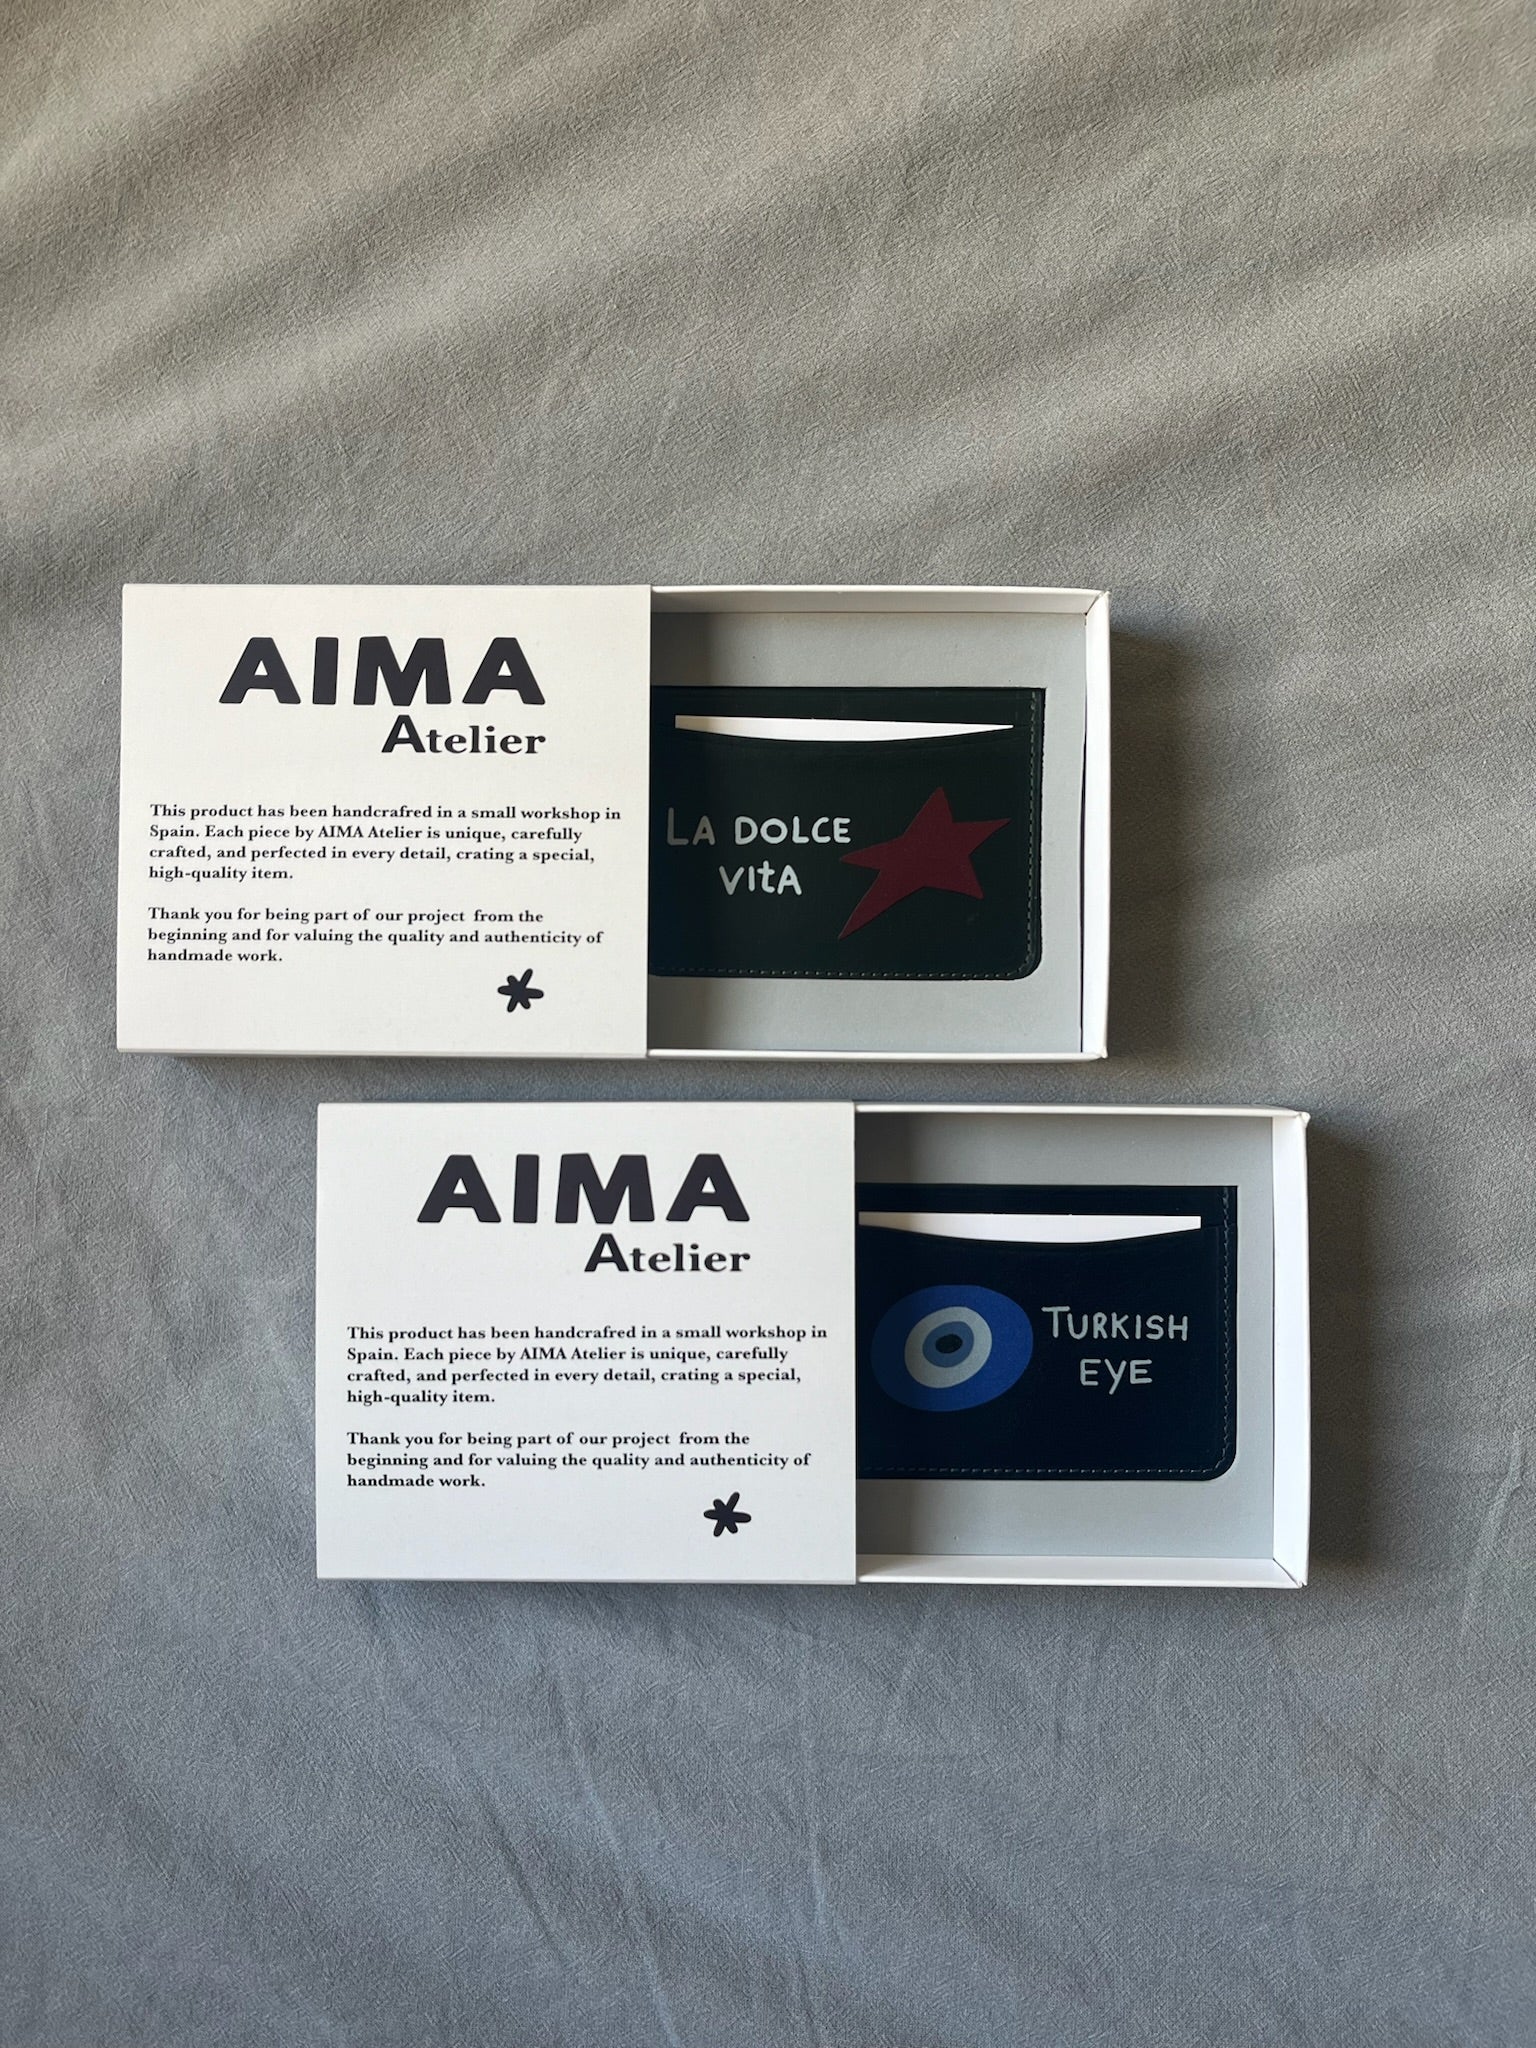 AIMA
Atelier
This product has been handcrafred in a small workshop in
Spain. Each piece by AIMA Atelier is unique, carefully
crafted, and perfected in every detail, crating a special,
high-quality item.
Thank you for being part of our project from the
beginning and for valuing the quality and authenticity of
handmade work.
LA DOLCE
VItA
AIMA
Atelier
This product has been handcrafred in a small workshop in
Spain. Each piece by AIMA Atelier is unique, carefully
crafted, and perfected in every detail, crating a special,
high-quality item.
Thank you for being part of our project from the
beginning and for valuing the quality and authenticity of
handmade work.
TURKISH
EYE